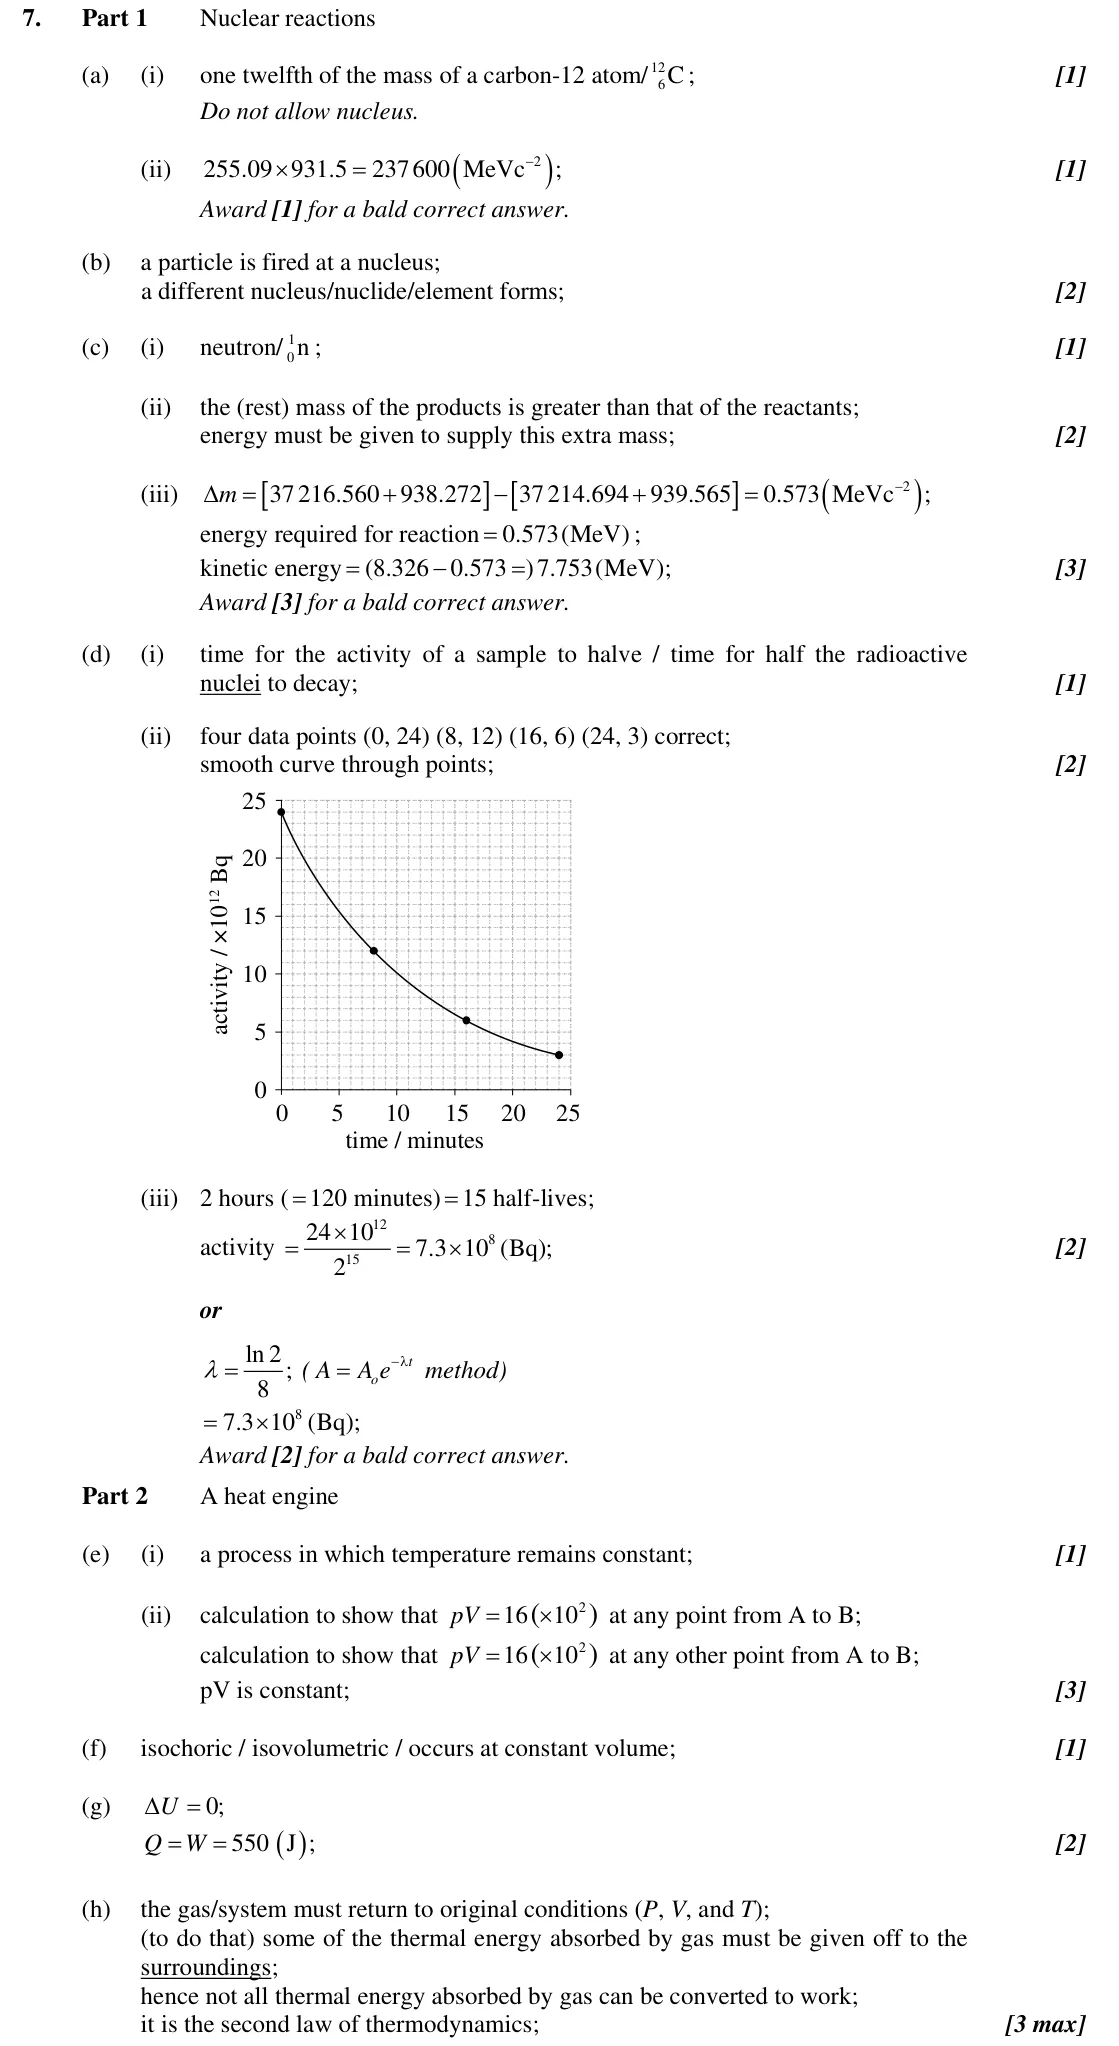 7. Part 1 Nuclear reactions
(a) (i) one twelfth of the mass of a carbon-12 atom/ ¹²₆C ; [1]
Do not allow nucleus.
(ii) 255.09×931.5 = 237 600 (MeVc⁻²); [1]
Award [1] for a bald correct answer.
(b) a particle is fired at a nucleus;
a different nucleus/nuclide/element forms; [2]
(c) (i) neutron/ ¹₀n ; [1]
(ii) the (rest) mass of the products is greater than that of the reactants;
energy must be given to supply this extra mass; [2]
(iii) Δm = [37 216.560 + 938.272] − [37 214.694 + 939.565] = 0.573 (MeVc⁻²);
energy required for reaction = 0.573 (MeV) ;
kinetic energy = (8.326 − 0.573 =) 7.753 (MeV); [3]
Award [3] for a bald correct answer.
(d) (i) time for the activity of a sample to halve / time for half the radioactive
nuclei to decay; [1]
(ii) four data points (0, 24) (8, 12) (16, 6) (24, 3) correct;
smooth curve through points; [2]
25
20
15
10
5
0
activity / ×10¹² Bq
0 5 10 15 20 25
time / minutes
(iii) 2 hours ( = 120 minutes) = 15 half-lives;
activity = 24×10¹² / 2¹⁵ = 7.3×10⁸ (Bq); [2]
or
λ = ln 2 / 8 ; ( A = Aₒe^(−λt) method)
= 7.3×10⁸ (Bq);
Award [2] for a bald correct answer.
Part 2 A heat engine
(e) (i) a process in which temperature remains constant; [1]
(ii) calculation to show that pV = 16 (×10²) at any point from A to B;
calculation to show that pV = 16 (×10²) at any other point from A to B;
pV is constant; [3]
(f) isochoric / isovolumetric / occurs at constant volume; [1]
(g) ΔU = 0;
Q = W = 550 (J); [2]
(h) the gas/system must return to original conditions (P, V, and T);
(to do that) some of the thermal energy absorbed by gas must be given off to the
surroundings;
hence not all thermal energy absorbed by gas can be converted to work;
it is the second law of thermodynamics; [3 max]